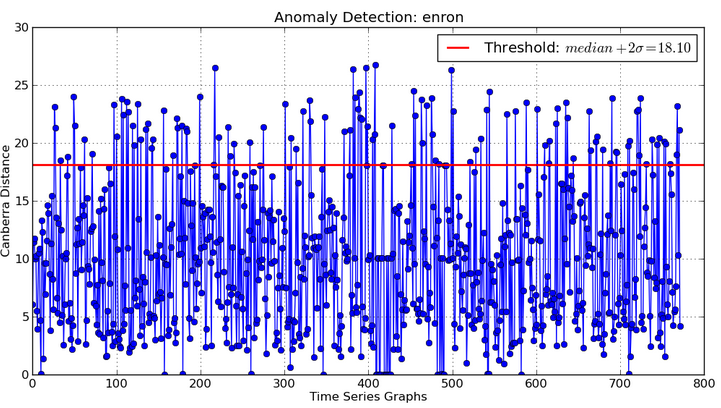 Anomaly Detection: enron
30
Threshold: median+2σ=18.10
25
20
15
10
5
0
Canberra Distance
0 100 200 300 400 500 600 700 800
Time Series Graphs